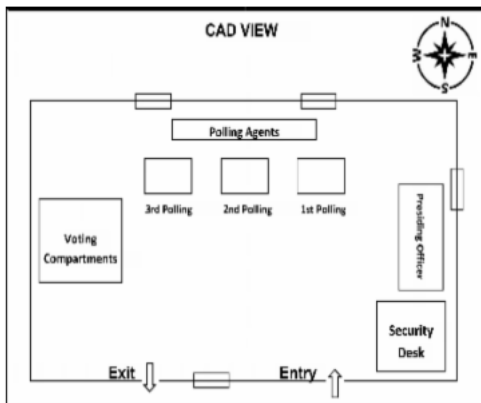 CAD VIEW
N
W
E
S
Polling Agents
3rd Polling
2nd Polling
1st Polling
Voting
Compartments
Presiding Officer
Security
Desk
Exit
Entry